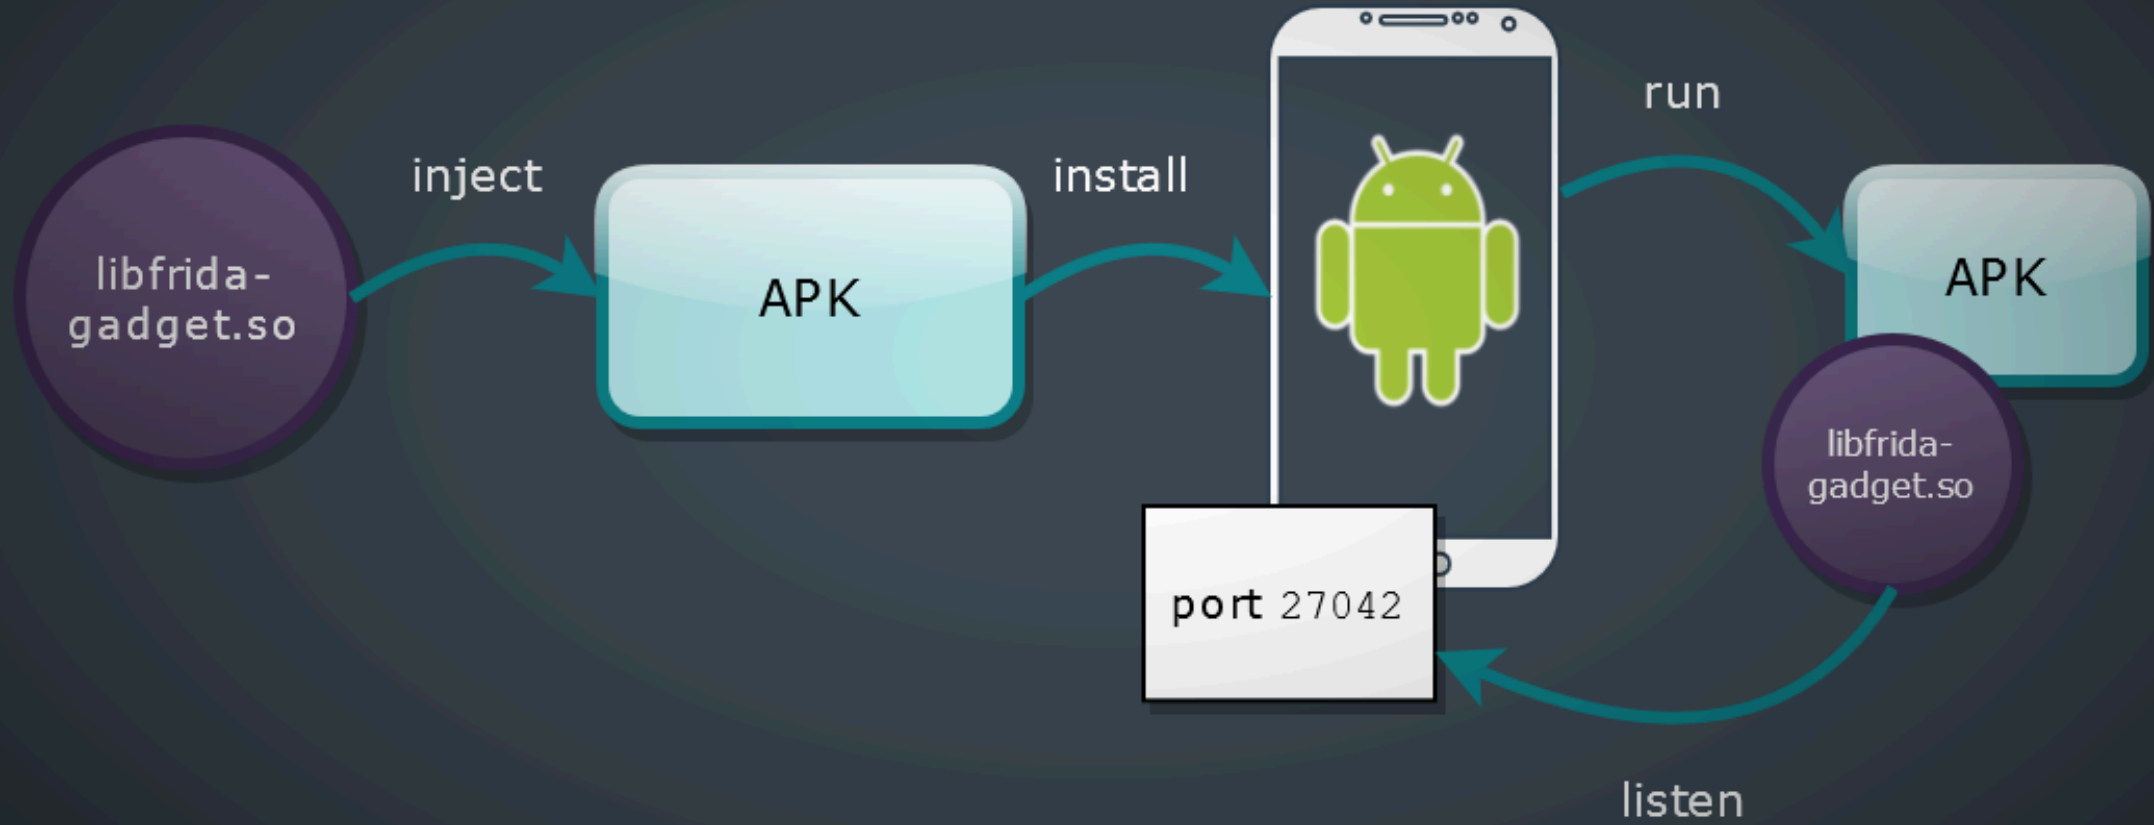 libfrida-
gadget.so
inject
APK
install
run
APK
libfrida-
gadget.so
port 27042
listen